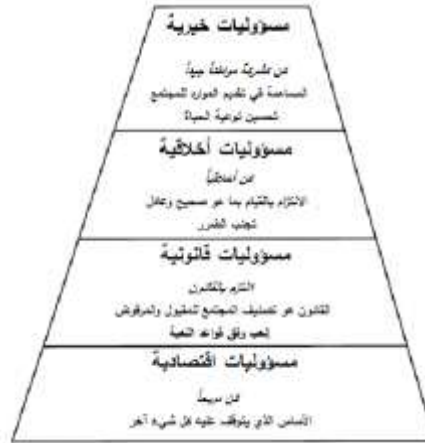 مسؤوليات خيرية
كن كشركة مواطناً جيداً
المساهمة في تقديم الموارد للمجتمع
تحسين نوعية الحياة
مسؤوليات أخلاقية
كن أخلاقياً
الالتزام بالقيام بما هو صحيح وعادل
تجنب الضرر
مسؤوليات قانونية
التزم بالقانون
القانون هو تصنيف المجتمع للمقبول والمرفوض
إلعب وفق قواعد اللعبة
مسؤوليات اقتصادية
كن مربحاً
الأساس الذي يتوقف عليه كل شيء آخر